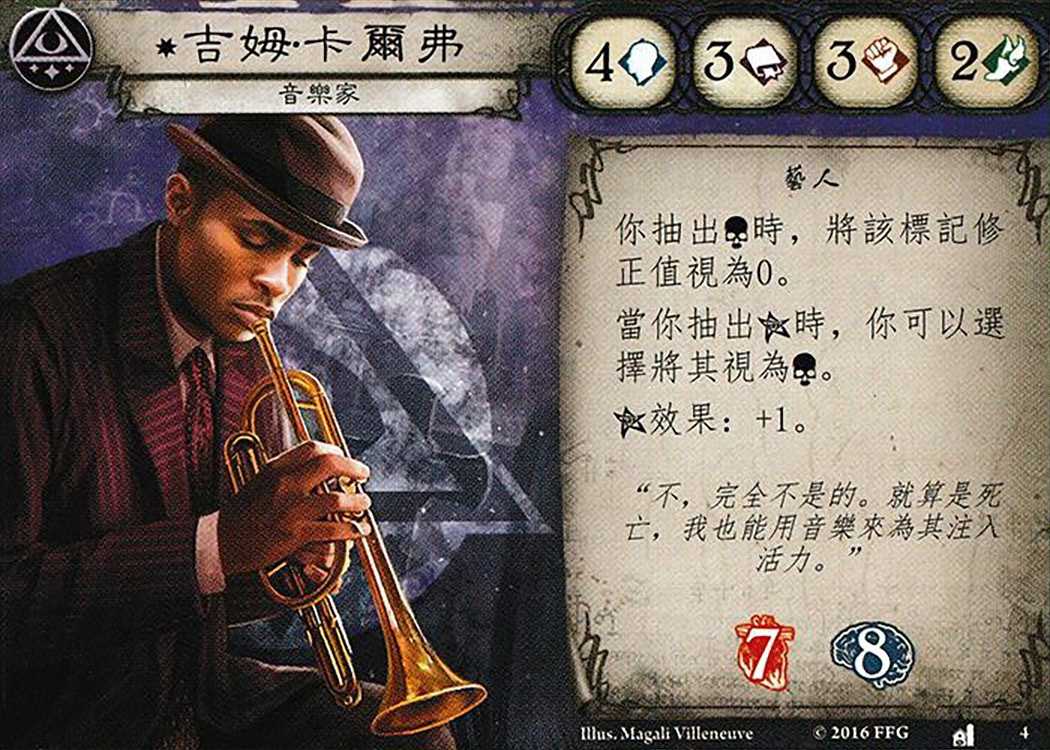 吉姆·卡爾弗
音樂家
4 3 3 2
藝人
你抽出時，將該標記修
正值視為0。
當你抽出時，你可以選
擇將其視為。
效果：+1。
“不，完全不是的。就算是死
亡，我也能用音樂來為其注入
活力。”
7 8
Illus. Magali Villeneuve © 2016 FFG 4